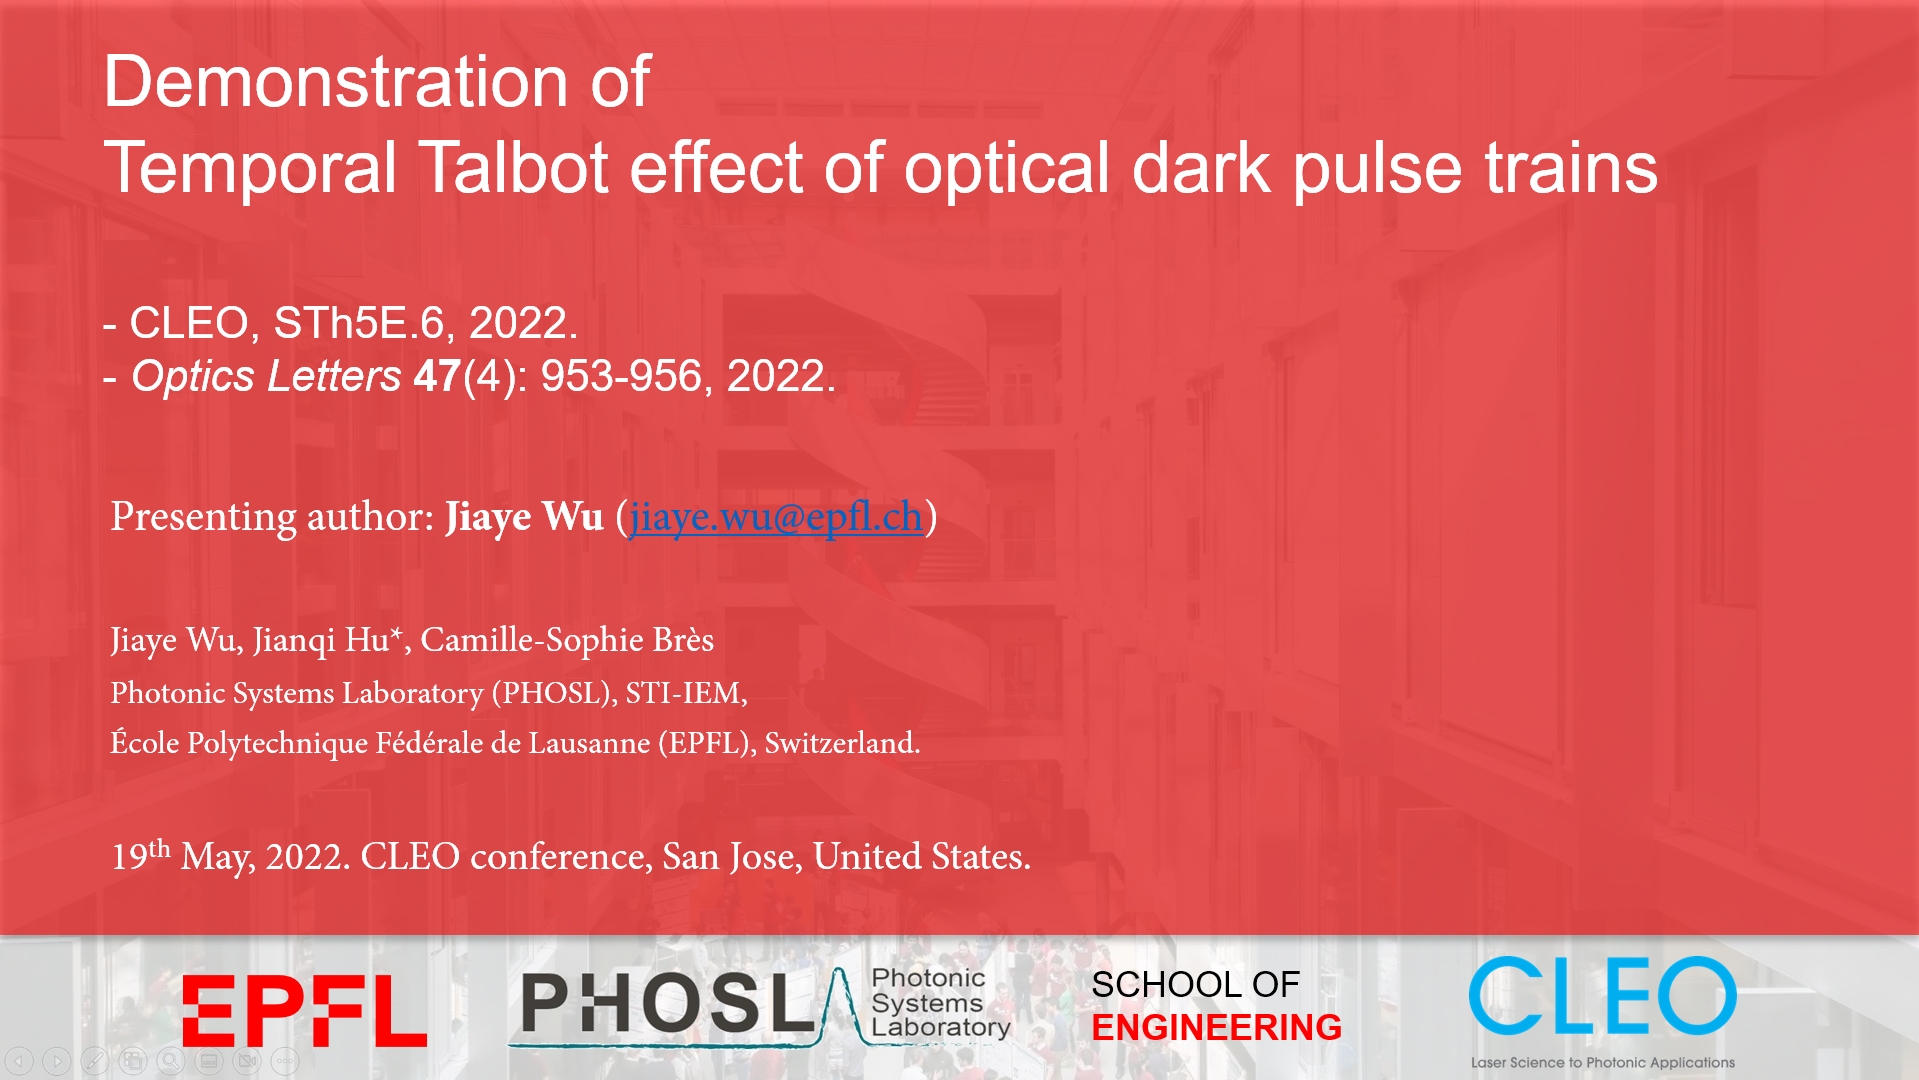 Demonstration of
Temporal Talbot effect of optical dark pulse trains
- CLEO, STh5E.6, 2022.
- Optics Letters 47(4): 953-956, 2022.
Presenting author: Jiaye Wu (jiaye.wu@epfl.ch)
Jiaye Wu, Jianqi Hu*, Camille-Sophie Brès
Photonic Systems Laboratory (PHOSL), STI-IEM,
École Polytechnique Fédérale de Lausanne (EPFL), Switzerland.
19th May, 2022. CLEO conference, San Jose, United States.
EPFL
PHOSL
Photonic
Systems
Laboratory
SCHOOL OF
ENGINEERING
CLEO
Laser Science to Photonic Applications